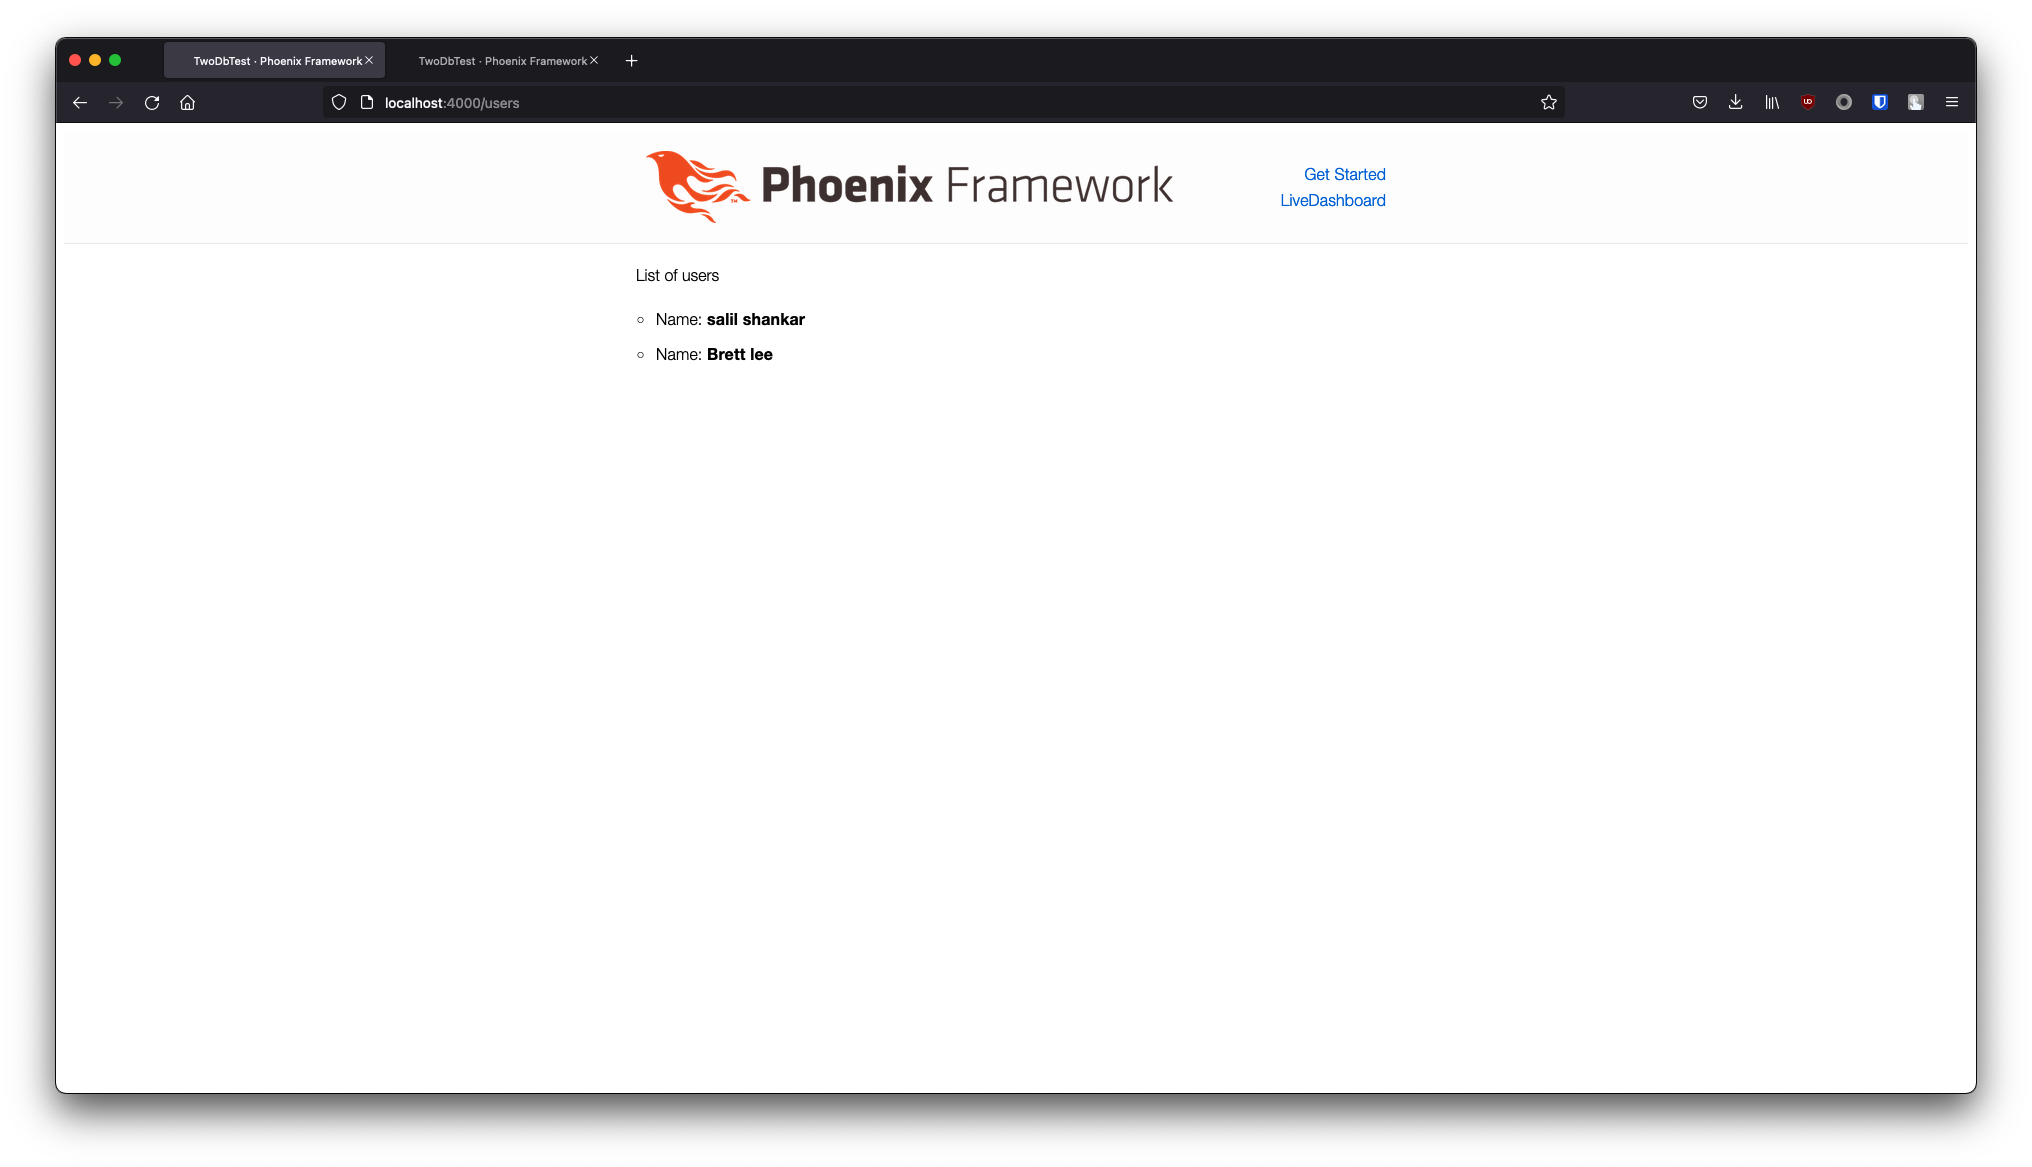 TwoDbTest · Phoenix Framework
TwoDbTest · Phoenix Framework
localhost:4000/users
Phoenix Framework
Get Started
LiveDashboard
List of users
Name: salil shankar
Name: Brett lee